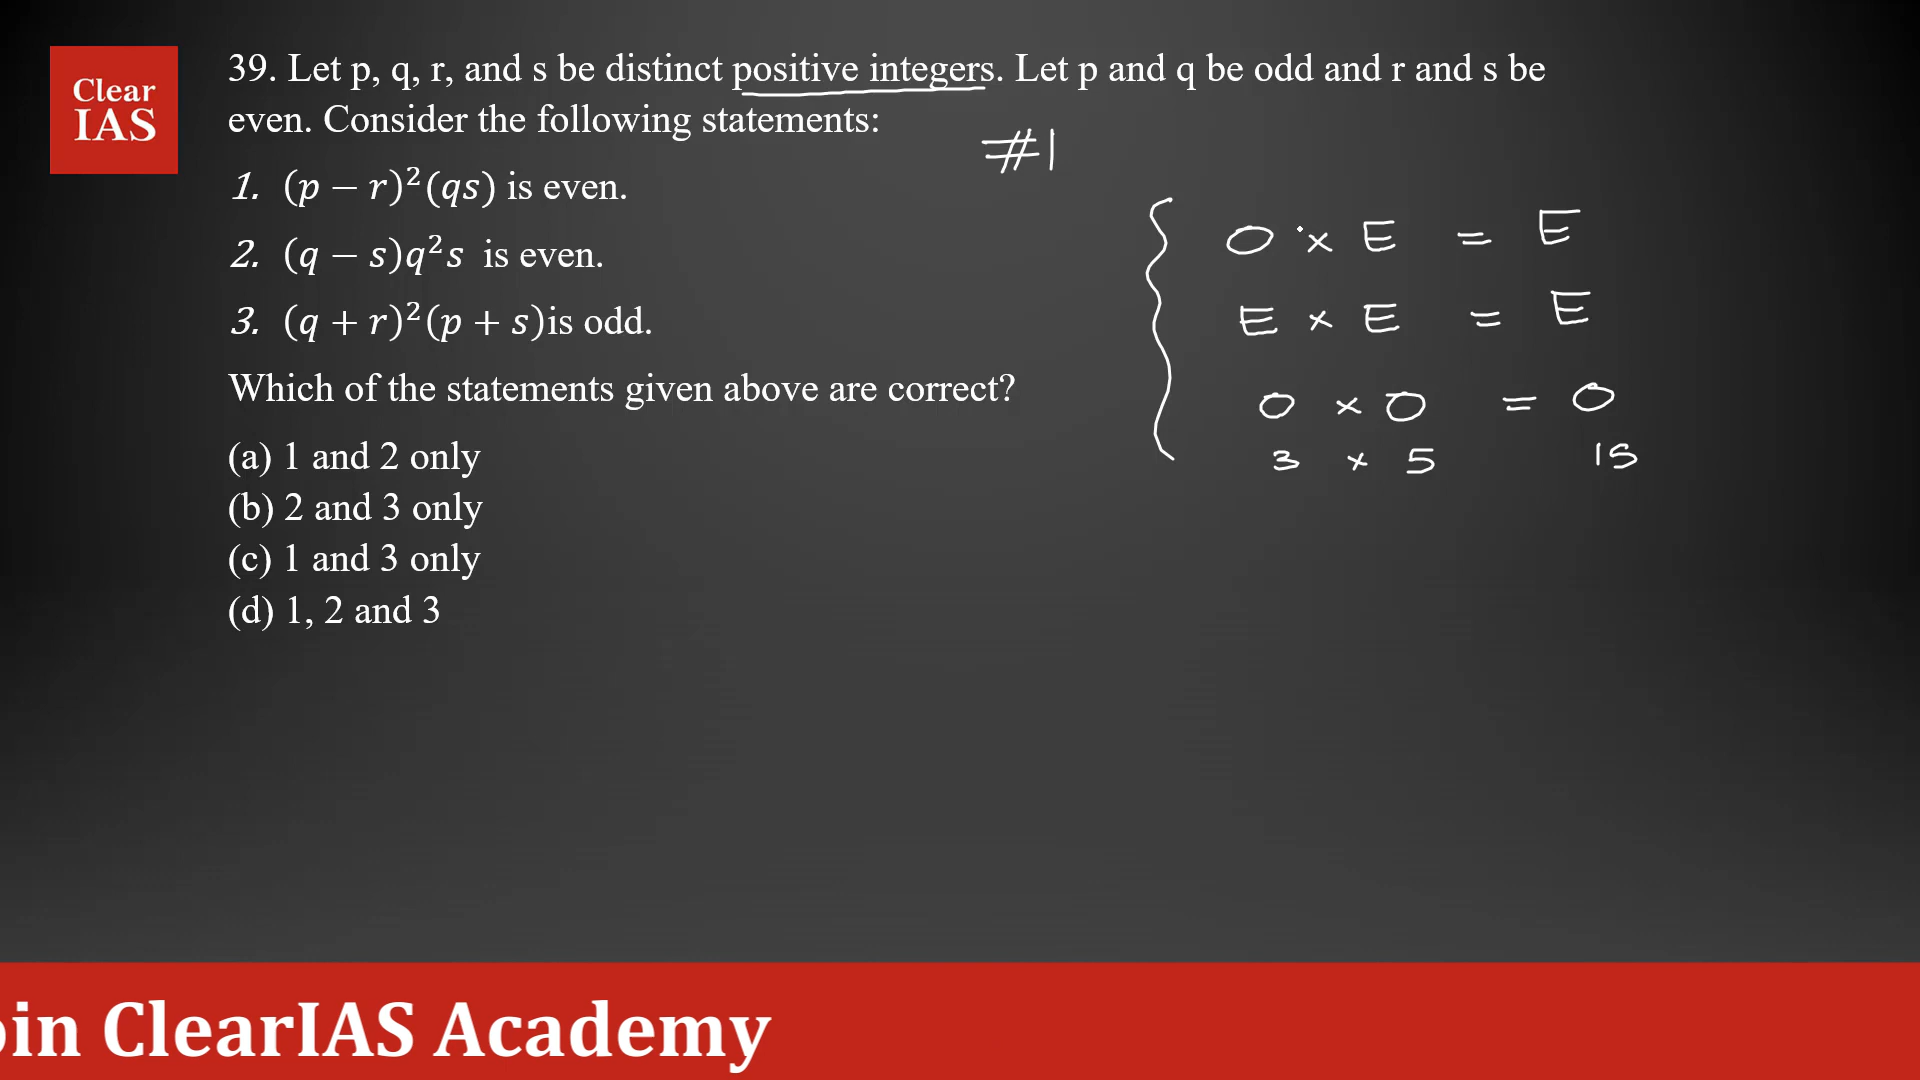 Clear
IAS
39. Let p, q, r, and s be distinct positive integers. Let p and q be odd and r and s be
even. Consider the following statements:
#1
1. (p − r)²(qs) is even.
2. (q − s)q²s is even.
3. (q + r)²(p + s)is odd.
Which of the statements given above are correct?
(a) 1 and 2 only
(b) 2 and 3 only
(c) 1 and 3 only
(d) 1, 2 and 3
O × E = E
E × E = E
O × O = O
3 × 5 15
oin ClearIAS Academy